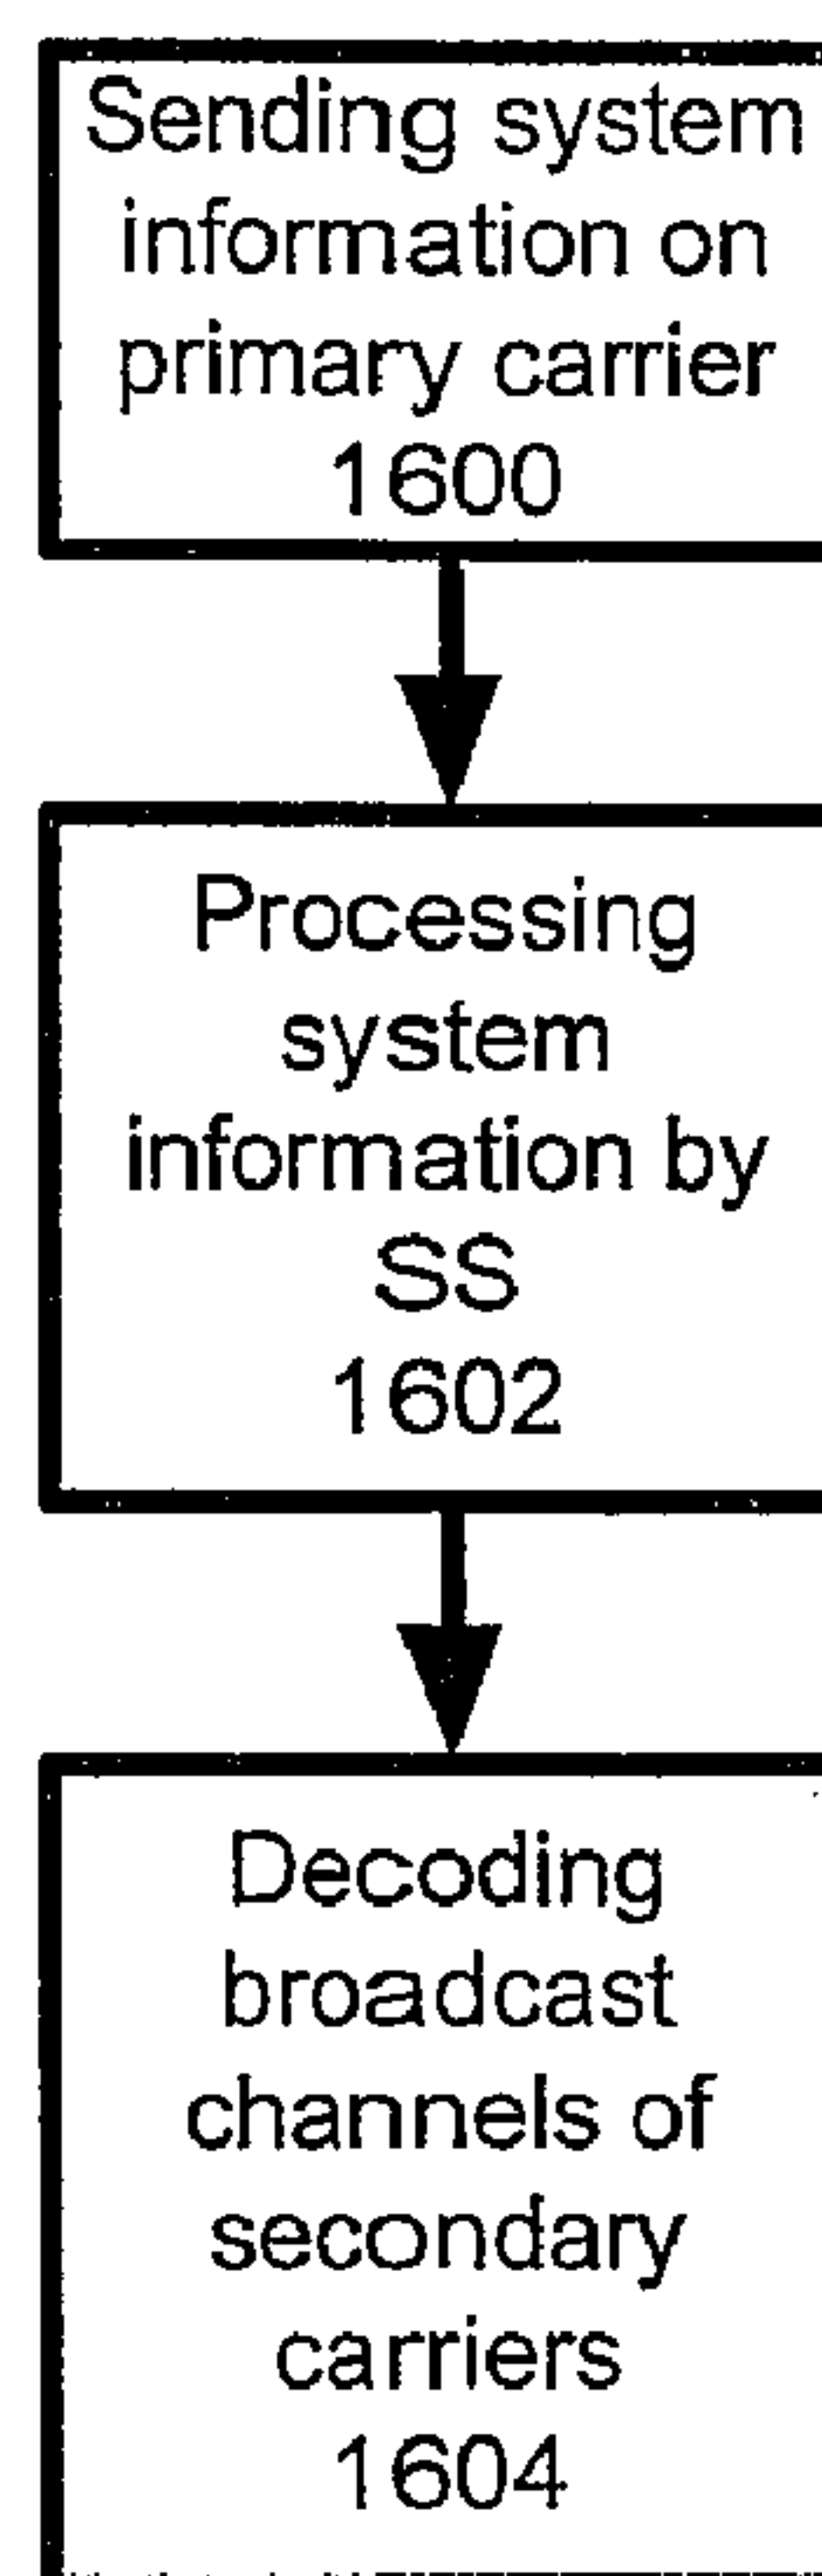 Sending system
information on
primary carrier
1600
Processing
system
information by
SS
1602
Decoding
broadcast
channels of
secondary
carriers
1604